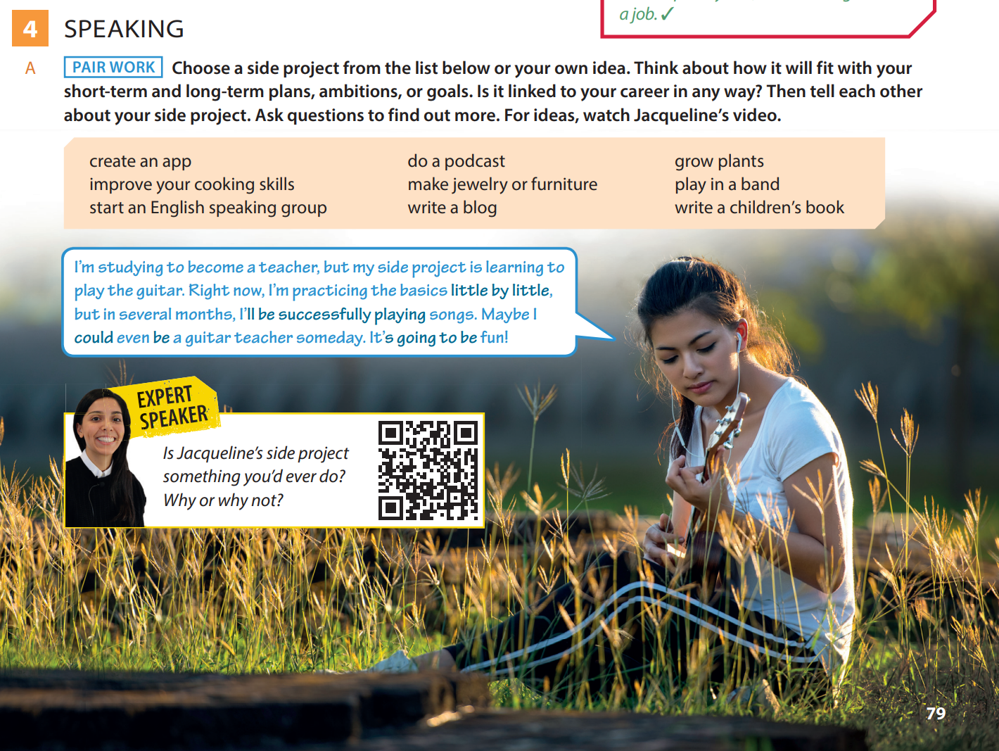 a job. ✓
4 SPEAKING
A PAIR WORK Choose a side project from the list below or your own idea. Think about how it will fit with your
short-term and long-term plans, ambitions, or goals. Is it linked to your career in any way? Then tell each other
about your side project. Ask questions to find out more. For ideas, watch Jacqueline's video.
create an app
improve your cooking skills
start an English speaking group
do a podcast
make jewelry or furniture
write a blog
grow plants
play in a band
write a children's book
I'm studying to become a teacher, but my side project is learning to
play the guitar. Right now, I'm practicing the basics little by little,
but in several months, I'll be successfully playing songs. Maybe I
could even be a guitar teacher someday. It's going to be fun!
EXPERT
SPEAKER
Is Jacqueline's side project
something you'd ever do?
Why or why not?
79